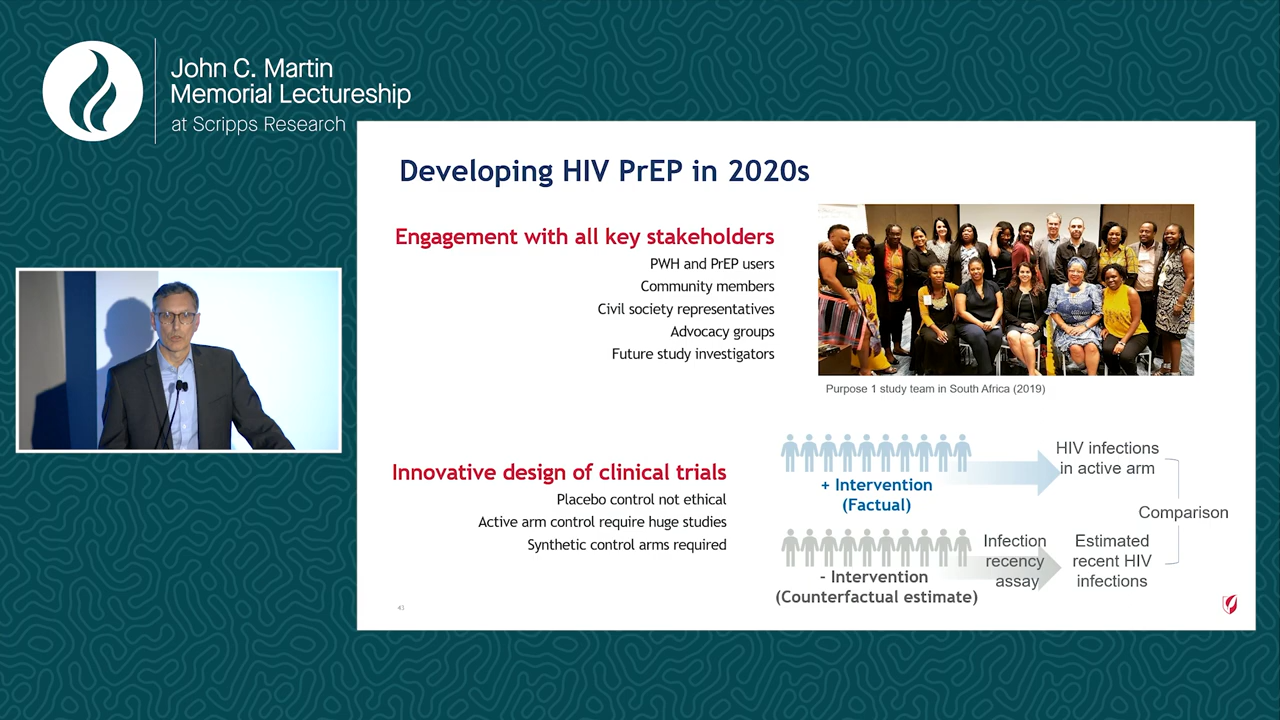 John C. Martin
Memorial Lectureship
at Scripps Research
Developing HIV PrEP in 2020s
Engagement with all key stakeholders
PWH and PrEP users
Community members
Civil society representatives
Advocacy groups
Future study investigators
Purpose 1 study team in South Africa (2019)
Innovative design of clinical trials
Placebo control not ethical
Active arm control require huge studies
Synthetic control arms required
+ Intervention
(Factual)
HIV infections
in active arm
Comparison
- Intervention
(Counterfactual estimate)
Infection
recency
assay
Estimated
recent HIV
infections
43